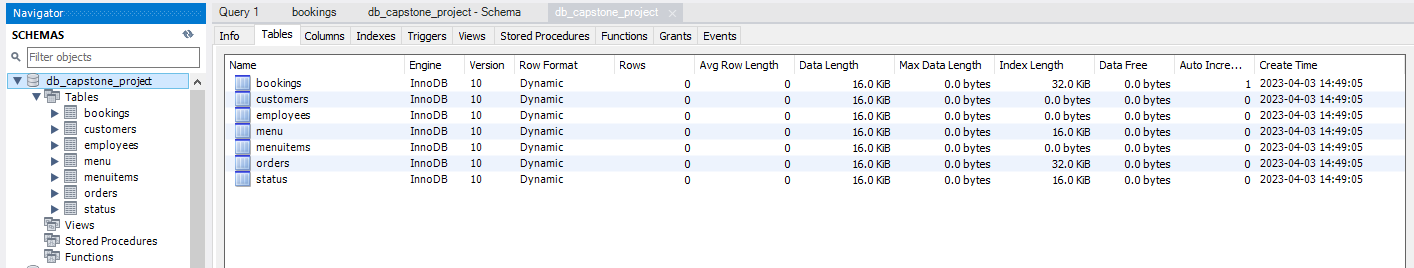 Navigator
SCHEMAS
Filter objects
db_capstone_project
Tables
bookings
customers
employees
menu
menuitems
orders
status
Views
Stored Procedures
Functions
Query 1 bookings db_capstone_project - Schema db_capstone_project
Info Tables Columns Indexes Triggers Views Stored Procedures Functions Grants Events
Name Engine Version Row Format Rows Avg Row Length Data Length Max Data Length Index Length Data Free Auto Incre... Create Time
bookings InnoDB 10 Dynamic 0 0 16.0 KiB 0.0 bytes 32.0 KiB 0.0 bytes 1 2023-04-03 14:49:05
customers InnoDB 10 Dynamic 0 0 16.0 KiB 0.0 bytes 0.0 bytes 0.0 bytes 0 2023-04-03 14:49:05
employees InnoDB 10 Dynamic 0 0 16.0 KiB 0.0 bytes 0.0 bytes 0.0 bytes 0 2023-04-03 14:49:05
menu InnoDB 10 Dynamic 0 0 16.0 KiB 0.0 bytes 16.0 KiB 0.0 bytes 0 2023-04-03 14:49:05
menuitems InnoDB 10 Dynamic 0 0 16.0 KiB 0.0 bytes 0.0 bytes 0.0 bytes 0 2023-04-03 14:49:05
orders InnoDB 10 Dynamic 0 0 16.0 KiB 0.0 bytes 32.0 KiB 0.0 bytes 0 2023-04-03 14:49:05
status InnoDB 10 Dynamic 0 0 16.0 KiB 0.0 bytes 16.0 KiB 0.0 bytes 0 2023-04-03 14:49:05